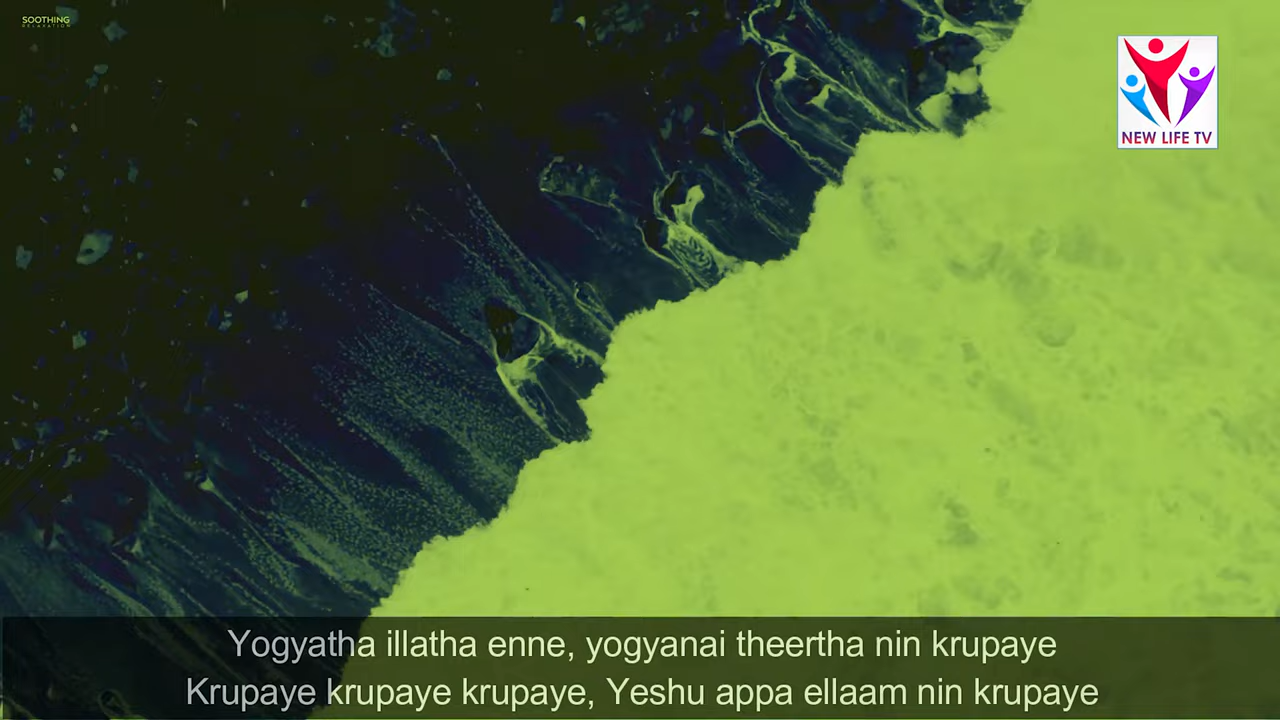 SOOTHING
RELAXATION
NEW LIFE TV
Yogyatha illatha enne, yogyanai theertha nin krupaye
Krupaye krupaye krupaye, Yeshu appa ellaam nin krupaye